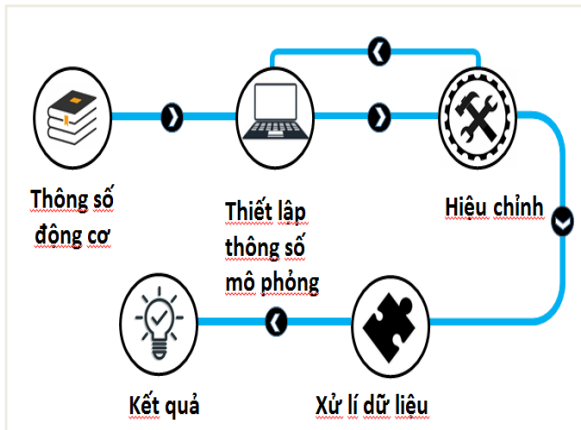 Thông số
động cơ
Thiết lập
thông số
mô phỏng
Hiệu chỉnh
Kết quả
Xử lí dữ liệu